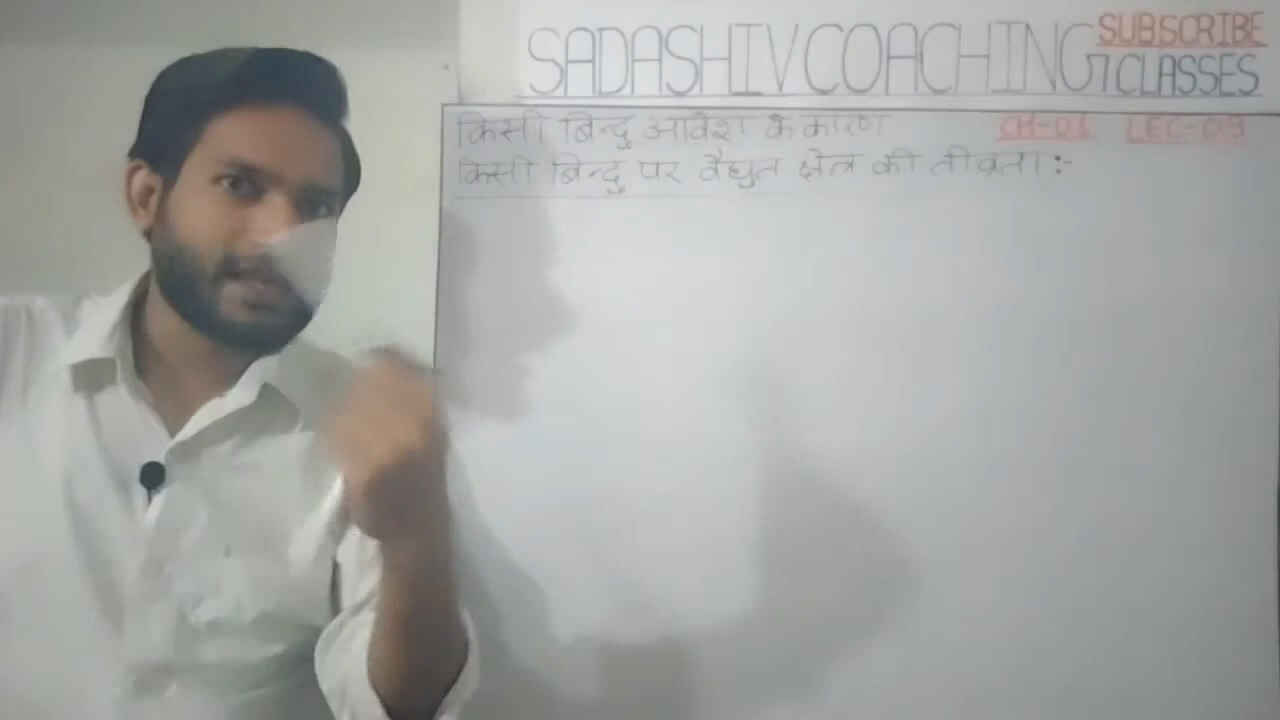 SADASHIV COACHING CLASSES
SUBSCRIBE
किसी बिन्दु आवेश के कारण
CH-01 LEC-09
किसी बिन्दु पर वैद्युत क्षेत्र की तीव्रता:-